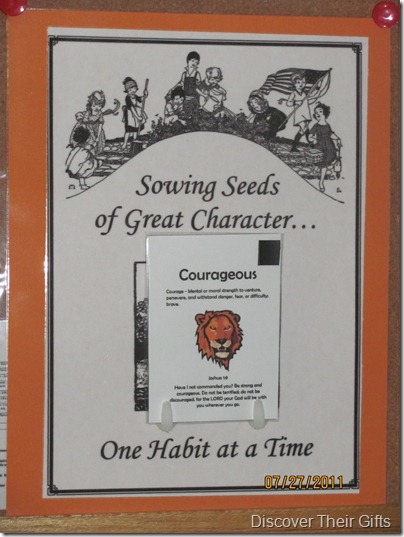 Sowing Seeds
of Great Character...
Courageous
Courage - Mental or moral strength to venture,
persevere, and withstand danger, fear, or difficulty;
brave.
Joshua 1:9
Have I not commanded you? Be strong and
courageous. Do not be terrified; do not be
discouraged, for the LORD your God will be with
you wherever you go.
One Habit at a Time
07/27/2011
Discover Their Gifts